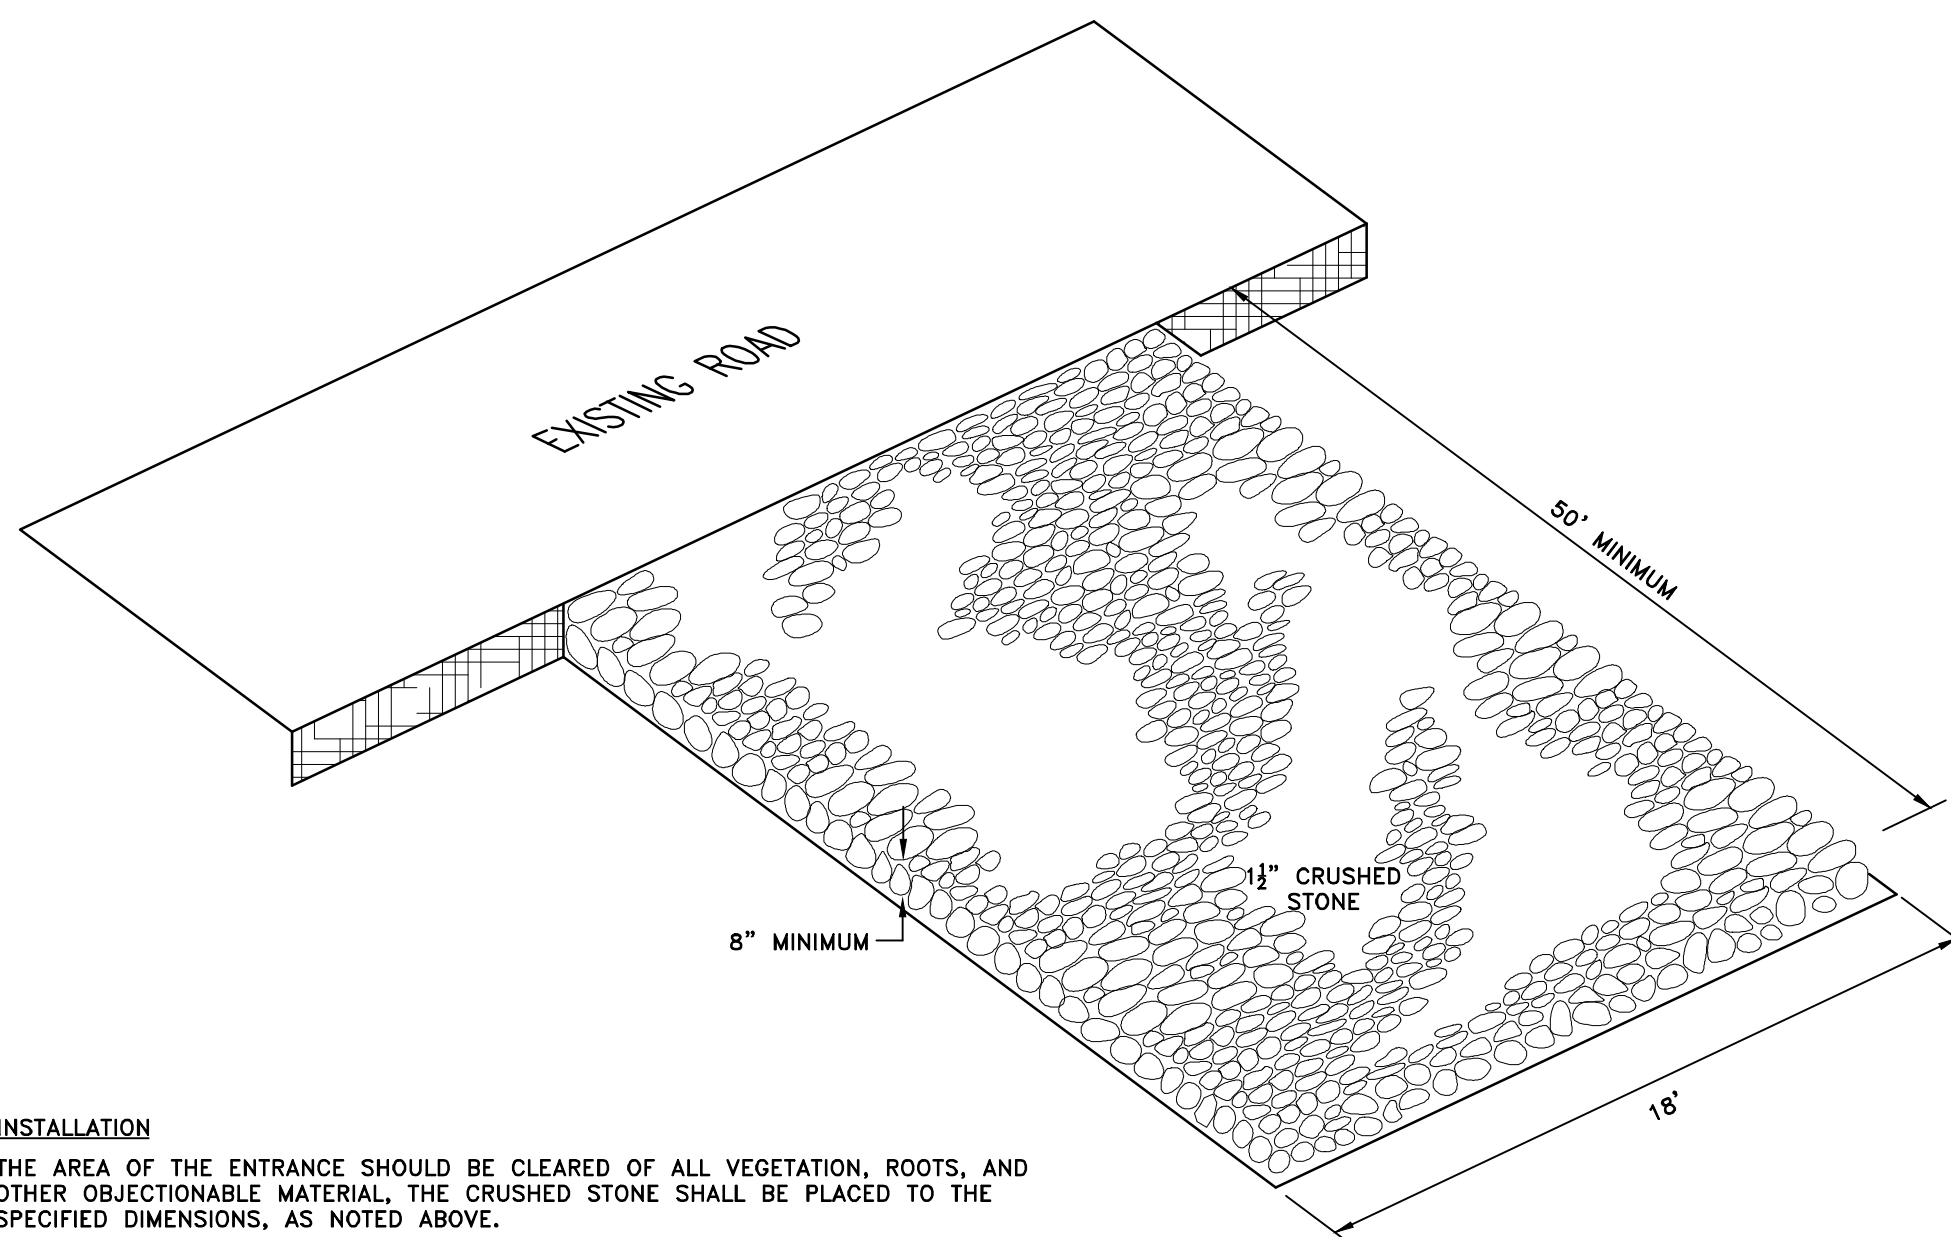 EXISTING ROAD
50' MINIMUM
1½" CRUSHED
STONE
8" MINIMUM
18'
INSTALLATION
THE AREA OF THE ENTRANCE SHOULD BE CLEARED OF ALL VEGETATION, ROOTS, AND
OTHER OBJECTIONABLE MATERIAL, THE CRUSHED STONE SHALL BE PLACED TO THE
SPECIFIED DIMENSIONS, AS NOTED ABOVE.